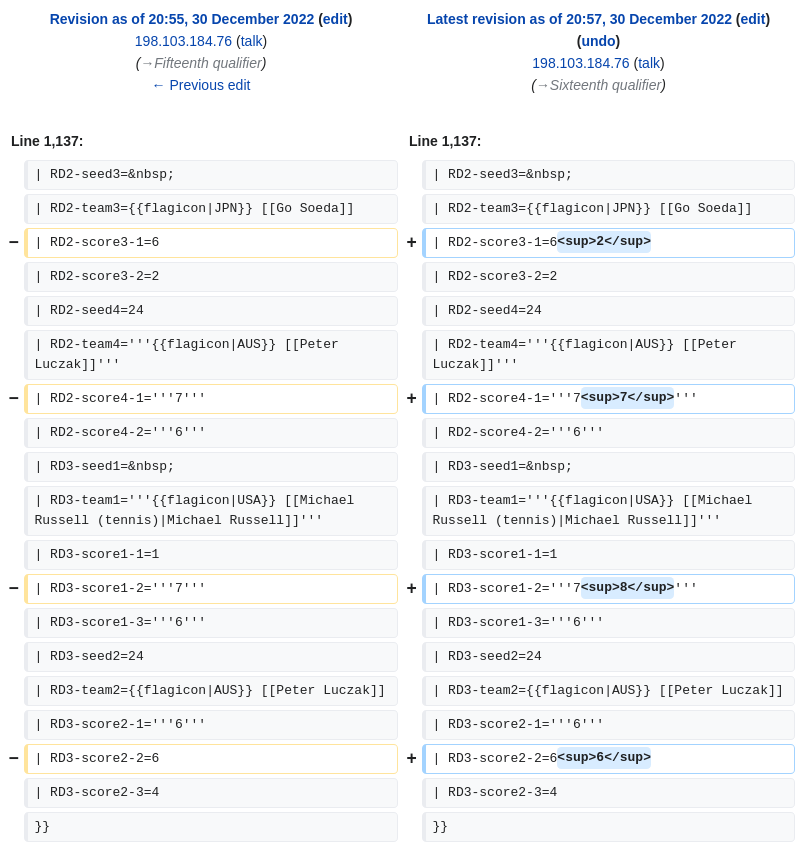 Revision as of 20:55, 30 December 2022 (edit)
198.103.184.76 (talk)
(→Fifteenth qualifier)
← Previous edit
Latest revision as of 20:57, 30 December 2022 (edit)
(undo)
198.103.184.76 (talk)
(→Sixteenth qualifier)
Line 1,137:
Line 1,137:
| RD2-seed3=&nbsp;
| RD2-seed3=&nbsp;
| RD2-team3={{flagicon|JPN}} [[Go Soeda]]
| RD2-team3={{flagicon|JPN}} [[Go Soeda]]
− | RD2-score3-1=6
+ | RD2-score3-1=6<sup>2</sup>
| RD2-score3-2=2
| RD2-score3-2=2
| RD2-seed4=24
| RD2-seed4=24
| RD2-team4='''{{flagicon|AUS}} [[Peter
Luczak]]'''
| RD2-team4='''{{flagicon|AUS}} [[Peter
Luczak]]'''
− | RD2-score4-1='''7'''
+ | RD2-score4-1='''7<sup>7</sup>'''
| RD2-score4-2='''6'''
| RD2-score4-2='''6'''
| RD3-seed1=&nbsp;
| RD3-seed1=&nbsp;
| RD3-team1='''{{flagicon|USA}} [[Michael
Russell (tennis)|Michael Russell]]'''
| RD3-team1='''{{flagicon|USA}} [[Michael
Russell (tennis)|Michael Russell]]'''
| RD3-score1-1=1
| RD3-score1-1=1
− | RD3-score1-2='''7'''
+ | RD3-score1-2='''7<sup>8</sup>'''
| RD3-score1-3='''6'''
| RD3-score1-3='''6'''
| RD3-seed2=24
| RD3-seed2=24
| RD3-team2={{flagicon|AUS}} [[Peter Luczak]]
| RD3-team2={{flagicon|AUS}} [[Peter Luczak]]
| RD3-score2-1='''6'''
| RD3-score2-1='''6'''
− | RD3-score2-2=6
+ | RD3-score2-2=6<sup>6</sup>
| RD3-score2-3=4
| RD3-score2-3=4
}}
}}